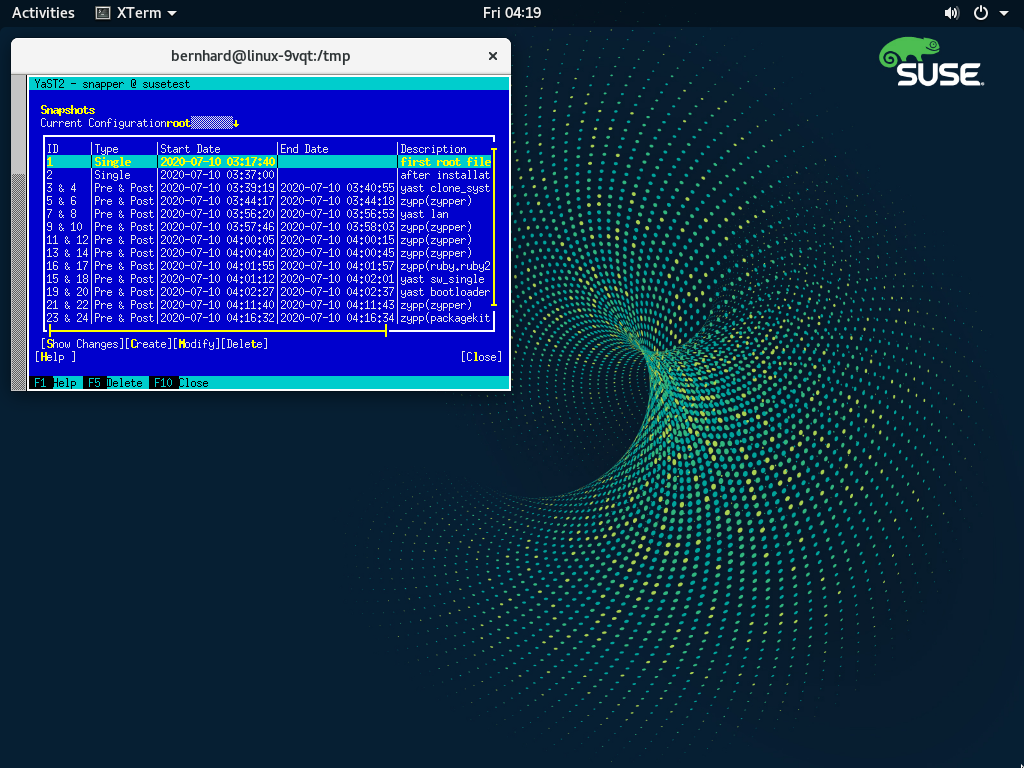 Activities XTerm Fri 04:19
SUSE
bernhard@linux-9vqt:/tmp
YaST2 - snapper @ susetest
Snapshots
Current Configuration root
ID Type Start Date End Date Description
1 Single 2020-07-10 03:17:40 first root file
2 Single 2020-07-10 03:37:00 after installat
3 & 4 Pre & Post 2020-07-10 03:39:19 2020-07-10 03:40:55 yast clone_syst
5 & 6 Pre & Post 2020-07-10 03:44:17 2020-07-10 03:44:18 zypp(zypper)
7 & 8 Pre & Post 2020-07-10 03:56:20 2020-07-10 03:56:53 yast lan
9 & 10 Pre & Post 2020-07-10 03:57:46 2020-07-10 03:58:03 zypp(zypper)
11 & 12 Pre & Post 2020-07-10 04:00:05 2020-07-10 04:00:15 zypp(zypper)
13 & 14 Pre & Post 2020-07-10 04:00:40 2020-07-10 04:00:45 zypp(zypper)
16 & 17 Pre & Post 2020-07-10 04:01:55 2020-07-10 04:01:57 zypp(ruby.ruby2
15 & 18 Pre & Post 2020-07-10 04:01:12 2020-07-10 04:02:01 yast sw_single
19 & 20 Pre & Post 2020-07-10 04:02:27 2020-07-10 04:02:37 yast bootloader
21 & 22 Pre & Post 2020-07-10 04:11:40 2020-07-10 04:11:43 zypp(zypper)
23 & 24 Pre & Post 2020-07-10 04:16:32 2020-07-10 04:16:34 zypp(packagekit
[Show Changes][Create][Modify][Delete]
[Help ] [Close]
F1 Help F5 Delete F10 Close